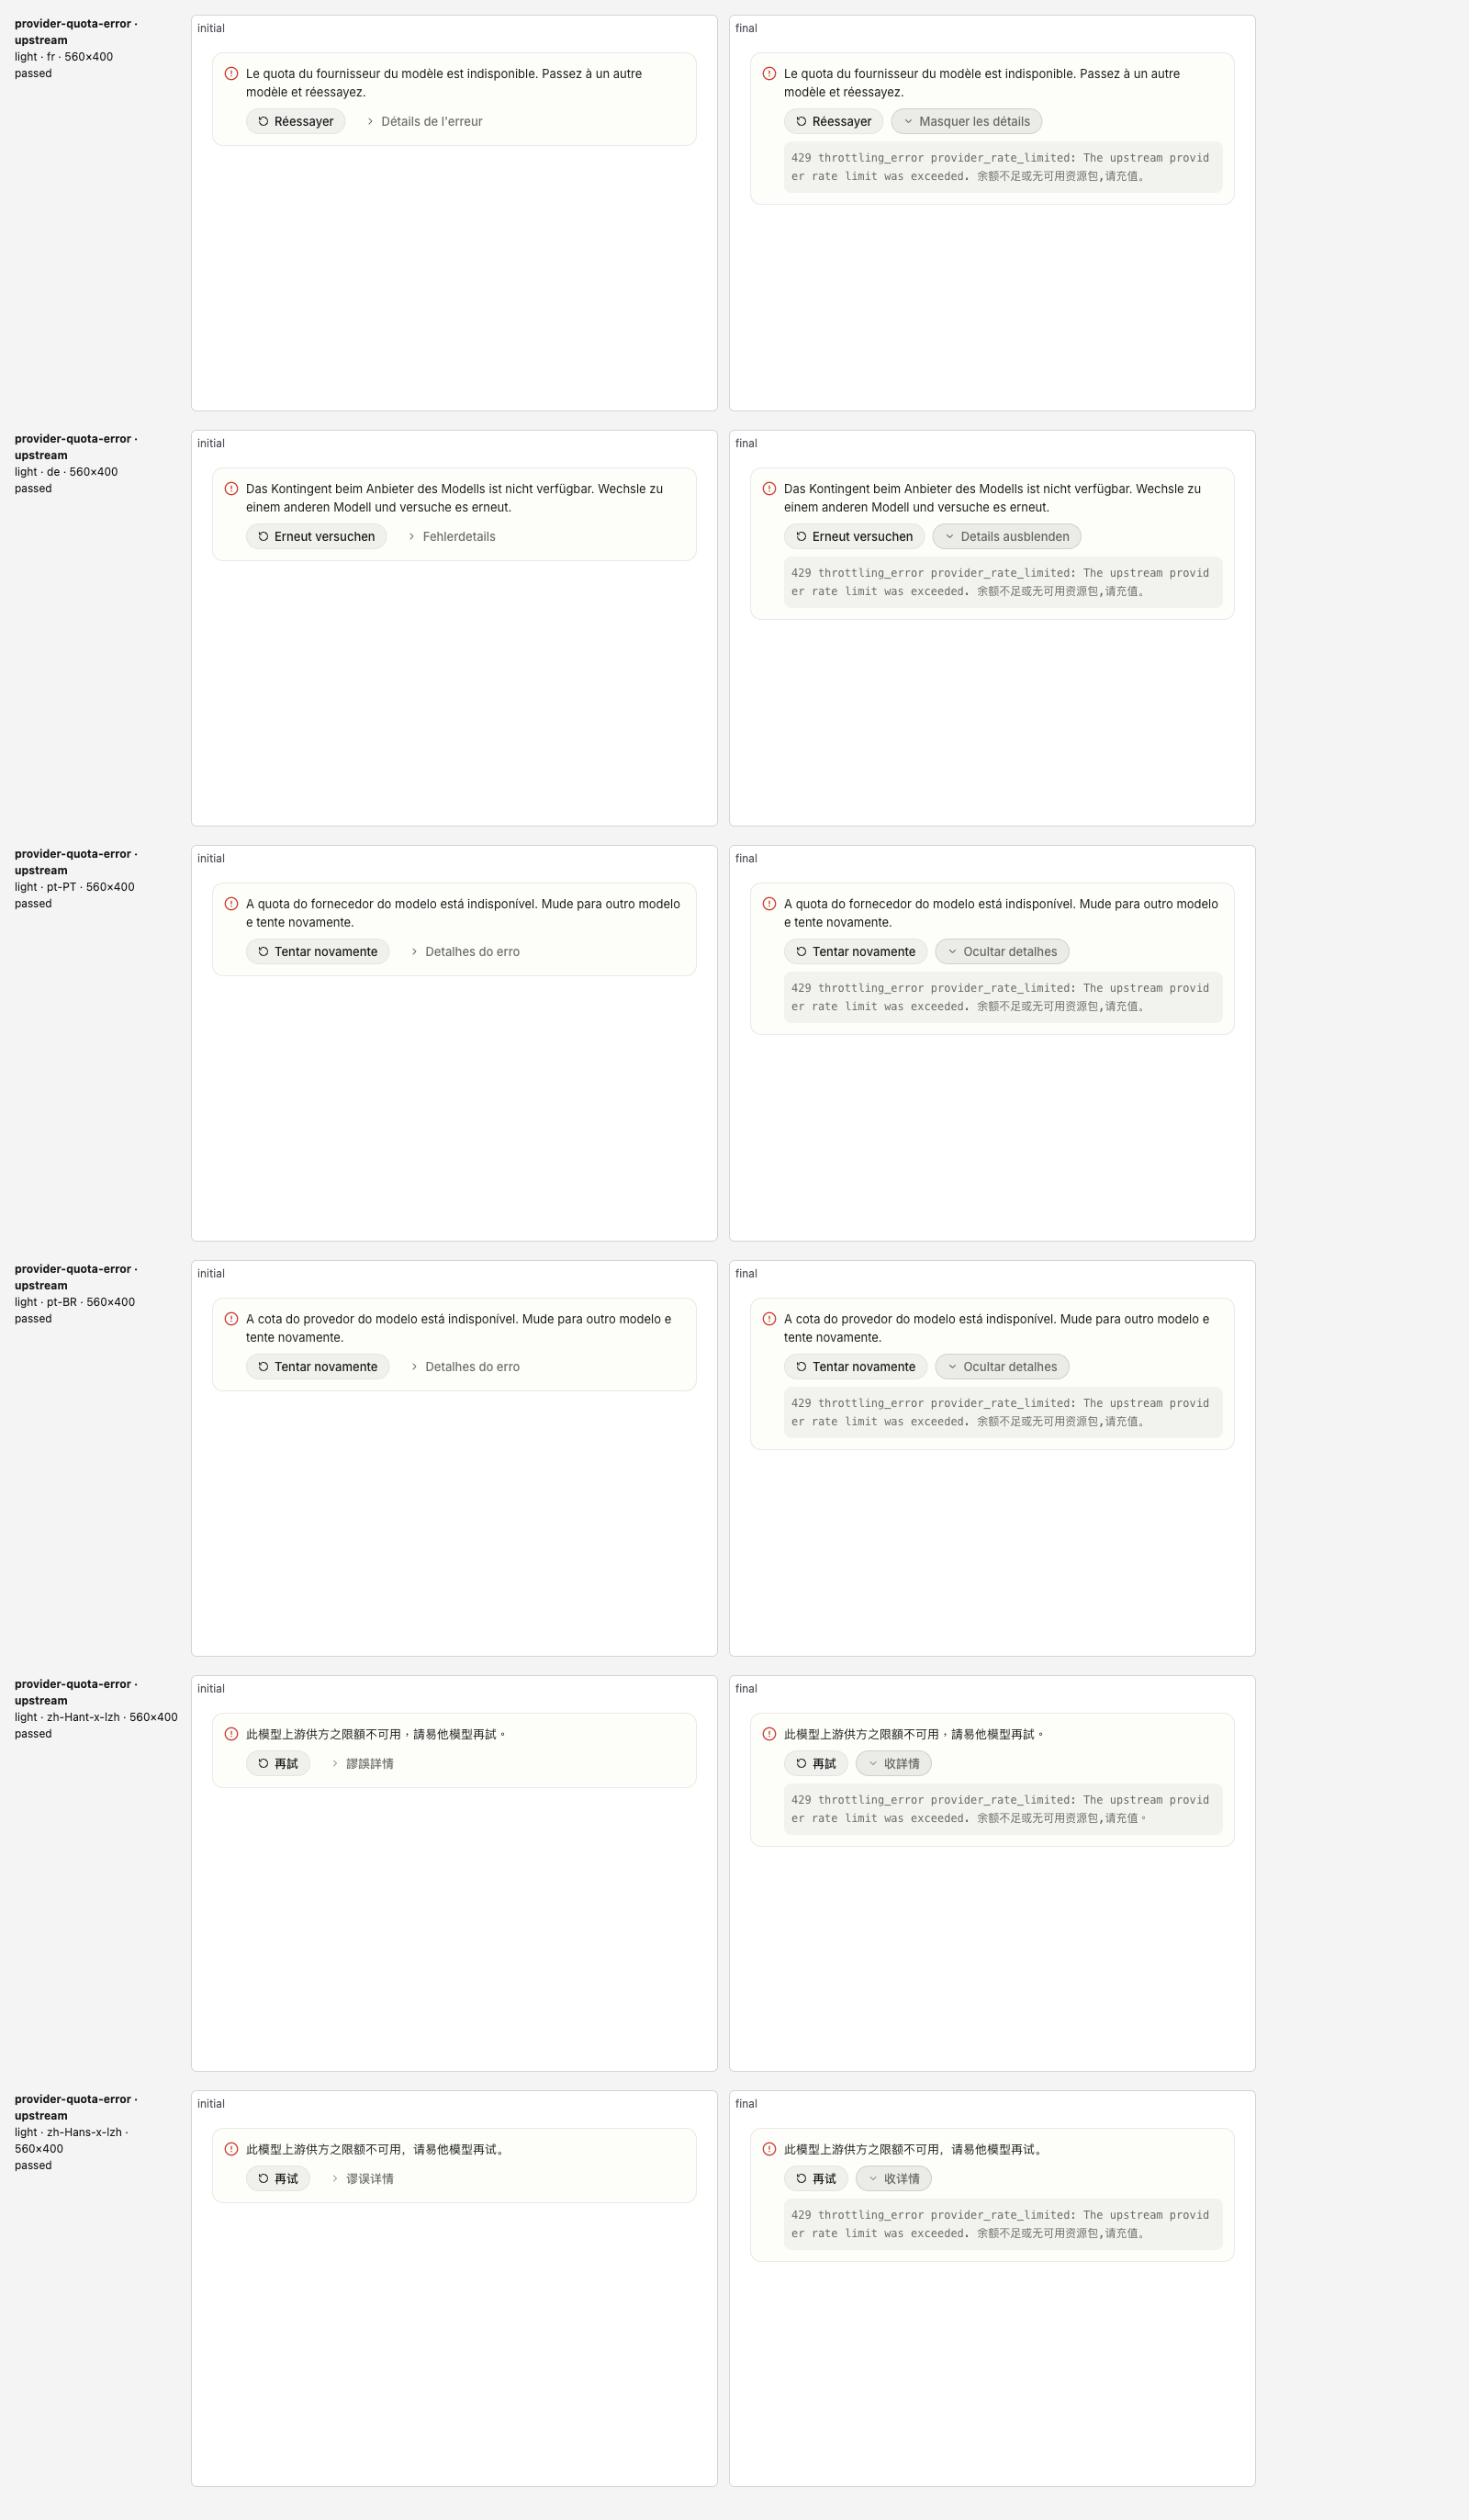 provider-quota-error ·
upstream
light · fr · 560×400
passed
initial
Le quota du fournisseur du modèle est indisponible. Passez à un autre
modèle et réessayez.
Réessayer
Détails de l'erreur
final
Le quota du fournisseur du modèle est indisponible. Passez à un autre
modèle et réessayez.
Réessayer
Masquer les détails
429 throttling_error provider_rate_limited: The upstream provid
er rate limit was exceeded. 余额不足或无可用资源包,请充值。
provider-quota-error ·
upstream
light · de · 560×400
passed
initial
Das Kontingent beim Anbieter des Modells ist nicht verfügbar. Wechsle zu
einem anderen Modell und versuche es erneut.
Erneut versuchen
Fehlerdetails
final
Das Kontingent beim Anbieter des Modells ist nicht verfügbar. Wechsle zu
einem anderen Modell und versuche es erneut.
Erneut versuchen
Details ausblenden
429 throttling_error provider_rate_limited: The upstream provid
er rate limit was exceeded. 余额不足或无可用资源包,请充值。
provider-quota-error ·
upstream
light · pt-PT · 560×400
passed
initial
A quota do fornecedor do modelo está indisponível. Mude para outro modelo
e tente novamente.
Tentar novamente
Detalhes do erro
final
A quota do fornecedor do modelo está indisponível. Mude para outro modelo
e tente novamente.
Tentar novamente
Ocultar detalhes
429 throttling_error provider_rate_limited: The upstream provid
er rate limit was exceeded. 余额不足或无可用资源包,请充值。
provider-quota-error ·
upstream
light · pt-BR · 560×400
passed
initial
A cota do provedor do modelo está indisponível. Mude para outro modelo e
tente novamente.
Tentar novamente
Detalhes do erro
final
A cota do provedor do modelo está indisponível. Mude para outro modelo e
tente novamente.
Tentar novamente
Ocultar detalhes
429 throttling_error provider_rate_limited: The upstream provid
er rate limit was exceeded. 余额不足或无可用资源包,请充值。
provider-quota-error ·
upstream
light · zh-Hant-x-lzh · 560×400
passed
initial
此模型上游供方之限額不可用，請易他模型再試。
再試
謬誤詳情
final
此模型上游供方之限額不可用，請易他模型再試。
再試
收詳情
429 throttling_error provider_rate_limited: The upstream provid
er rate limit was exceeded. 余额不足或无可用资源包,请充值。
provider-quota-error ·
upstream
light · zh-Hans-x-lzh ·
560×400
passed
initial
此模型上游供方之限额不可用，请易他模型再试。
再试
谬误详情
final
此模型上游供方之限额不可用，请易他模型再试。
再试
收详情
429 throttling_error provider_rate_limited: The upstream provid
er rate limit was exceeded. 余额不足或无可用资源包,请充值。